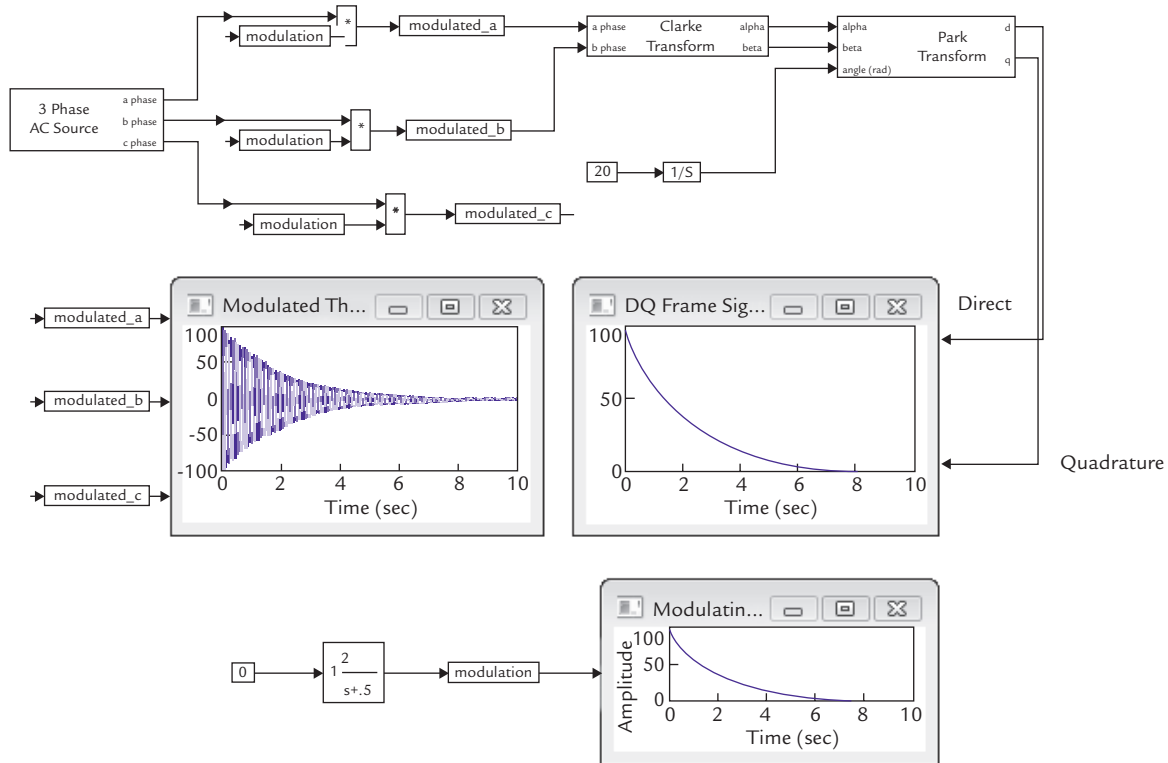 modulation
*
modulated_a
a phase
b phase
Clarke
Transform
alpha
beta
alpha
beta
angle (rad)
Park
Transform
d
q
3 Phase
AC Source
a phase
b phase
c phase
modulation
*
modulated_b
20
1/S
modulation
*
modulated_c
modulated_a
modulated_b
modulated_c
Modulated Th...
100
50
0
-50
-100
0 2 4 6 8 10
Time (sec)
DQ Frame Sig...
100
50
0
0 2 4 6 8 10
Time (sec)
Direct
Quadrature
0
1
2
s+.5
modulation
Modulatin...
Amplitude
100
50
0
0 2 4 6 8 10
Time (sec)